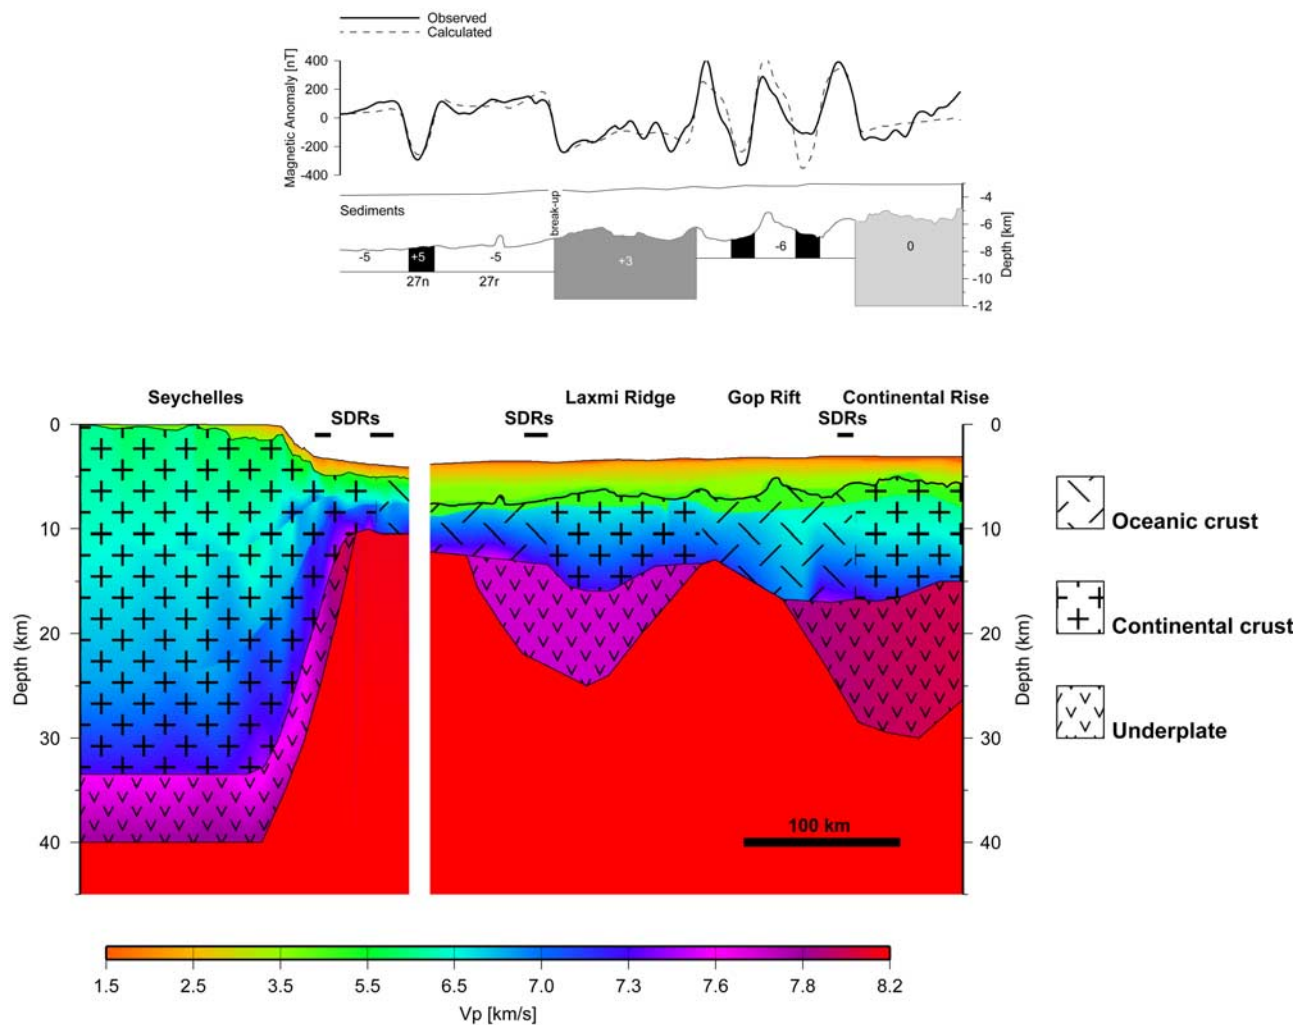 Observed
Calculated
Magnetic Anomaly [nT]
400
200
0
-200
-400
Sediments
break-up
-5
+5
-5
+3
-6
0
27n
27r
-4
-6
-8
-10
-12
Depth [km]
Seychelles
Laxmi Ridge
Gop Rift
Continental Rise
SDRs
SDRs
SDRs
0
10
20
30
40
Depth (km)
0
10
20
30
40
Depth (km)
100 km
Oceanic crust
Continental crust
Underplate
1.5
2.5
3.5
5.5
6.5
7.0
7.3
7.6
7.8
8.2
Vp [km/s]